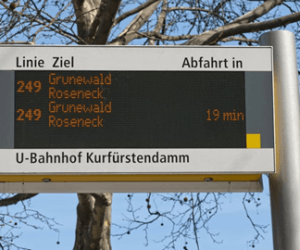 Linie Ziel Abfahrt in
249 Grunewald
Roseneck
249 Grunewald
Roseneck 19 min
U-Bahnhof Kurfürstendamm